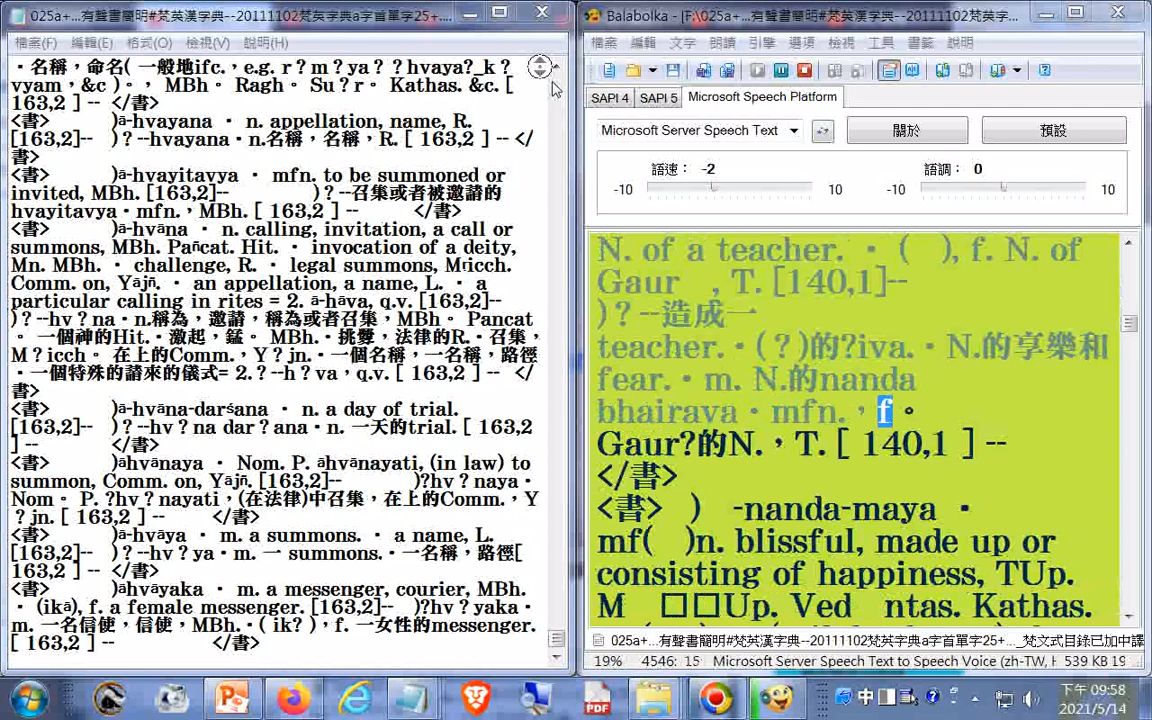 025a+...有聲書簡明#梵英漢字典--20111102梵英字典a字首單字25+...
檔案(F) 編輯(E) 格式(O) 檢視(V) 說明(H)
・名稱，命名( 一般地ifc.，e.g. r？m？ya？？hvaya?_k？
vyam，&c )。， MBh。Ragh。Su？r。Kathas. &c. [
163,2 ] -- </書>
<書> )ā-hvayana ・ n. appellation, name, R.
[163,2]-- )？--hvayana・n.名稱，名稱，R. [ 163,2 ] -- </
書>
<書> )ā-hvayitavya ・ mfn. to be summoned or
invited, MBh. [163,2]-- )？--召集或者被邀請的
hvayitavya・mfn.，MBh. [ 163,2 ] -- </書>
<書> )ā-hvāna ・ n. calling, invitation, a call or
summons, MBh. Pañcat. Hit. ・ invocation of a deity,
Mn. MBh. ・ challenge, R. ・ legal summons, Mṛicch.
Comm. on, Yājñ. ・ an appellation, a name, L. ・ a
particular calling in rites = 2. ā-hāva, q.v. [163,2]--
)？--hv？na・n.稱為，邀請，稱為或者召集，MBh。Pancat
。一個神的Hit.・激起，錳。 MBh.・挑釁，法律的R.・召集，
M？icch。 在上的Comm.，Y？jn.・一個名稱，一名稱，路徑
・一個特殊的請來的儀式= 2.？--h？va，q.v. [ 163,2 ] -- </
書>
<書> )ā-hvāna-darśana ・ n. a day of trial.
[163,2]-- )？--hv？na dar？ana・n. 一天的trial. [ 163,2
] -- </書>
<書> )āhvānaya ・ Nom. P. āhvānayati, (in law) to
summon, Comm. on, Yājñ. [163,2]-- )?hv？naya・
Nom。 P. ?hv？nayati，(在法律)中召集，在上的Comm.，Y
？jn. [ 163,2 ] -- </書>
<書> )ā-hvāya ・ m. a summons. ・ a name, L.
[163,2]-- )？--hv？ya・m. 一 summons.・一名稱，路徑[
163,2 ] -- </書>
<書> )āhvāyaka ・ m. a messenger, courier, MBh.
・ (ikā), f. a female messenger. [163,2]-- )?hv？yaka・
m. 一名信使，信使，MBh.・( ik? )，f. 一女性的messenger.
[ 163,2 ] -- </書>
Balabolka - [F:\025a+...有聲書簡明#梵英漢字典--20111102梵英字...
檔案 編輯 文字 朗讀 引擎 選項 檢視 工具 書籤 說明
SAPI 4 SAPI 5 Microsoft Speech Platform
Microsoft Server Speech Text 關於 預設
語速： -2 語調： 0
-10 10 -10 10
N. of a teacher. ・ ( ), f. N. of
Gaur , T. [140,1]--
)？--造成一
teacher.・(？)的?iva.・N.的享樂和
fear.・m. N.的nanda
bhairava・mfn.，f。
Gaur?的N.，T. [ 140,1 ] --
</書>
<書> ) -nanda-maya ・
mf( )n. blissful, made up or
consisting of happiness, TUp.
M □□Up. Ved ntas. Kathas.
025a+...有聲書簡明#梵英漢字典--20111102梵英字典a字首單字25+..._梵文式目錄已加中譯
19% 4546: 15 Microsoft Server Speech Text to Speech Voice (zh-TW, H 539 KB 19
下午 09:58
2021/5/14